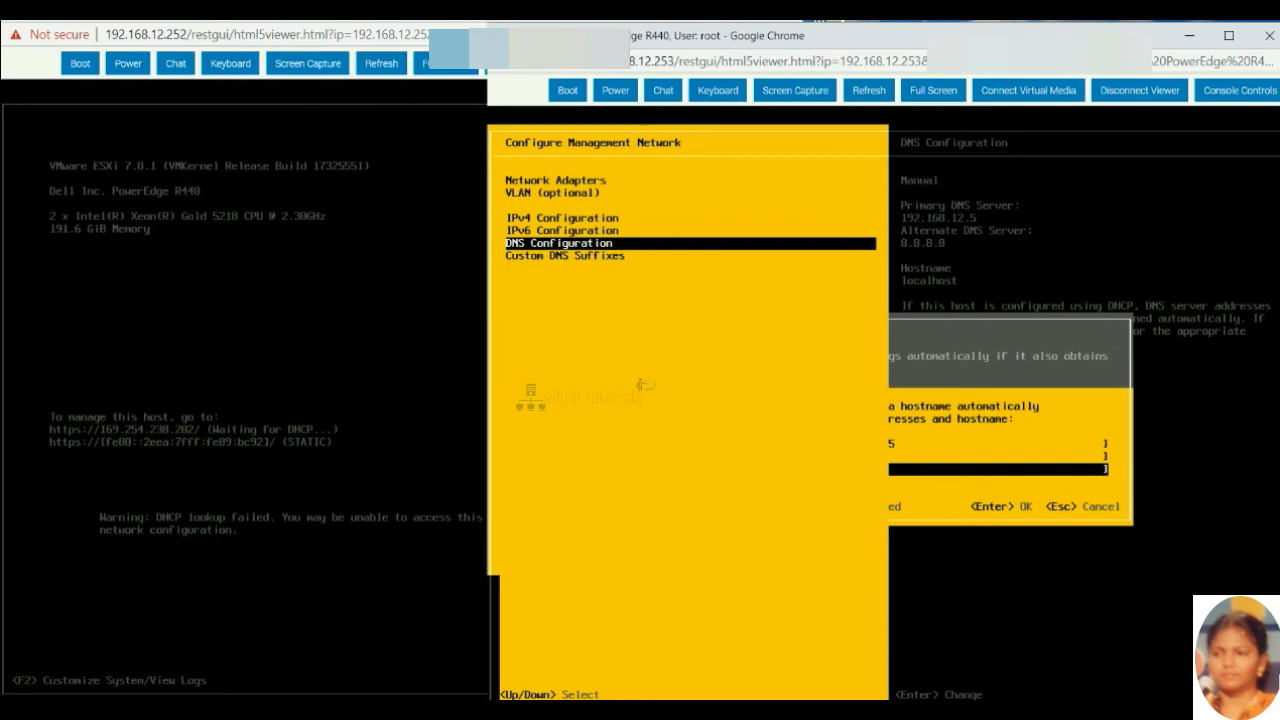 Not secure | 192.168.12.252/restgui/html5viewer.html?ip=192.168.12.25
Boot Power Chat Keyboard Screen Capture Refresh
VMware ESXi 7.0.1 (VMKernel Release Build 17325551)
Dell Inc. PowerEdge R440
2 x Intel(R) Xeon(R) Gold 5218 CPU @ 2.30GHz
191.6 GiB Memory
To manage this host, go to:
https://169.254.238.202/ (Waiting for DHCP...)
https://[fe80::2eea:7fff:fe89:bc92]/ (STATIC)
Warning: DHCP lookup failed. You may be unable to access this
network configuration.
<F2> Customize System/View Logs
R440, User: root - Google Chrome
8.12.253/restgui/html5viewer.html?ip=192.168.12.253& 20PowerEdge%20R4...
Boot Power Chat Keyboard Screen Capture Refresh Full Screen Connect Virtual Media Disconnect Viewer Console Controls
Configure Management Network
Network Adapters
VLAN (optional)
IPv4 Configuration
IPv6 Configuration
DNS Configuration
Custom DNS Suffixes
edu it tutorials
<Up/Down> Select
DNS Configuration
Manual
Primary DNS Server:
192.168.12.5
Alternate DNS Server:
8.8.8.8
Hostname
localhost
If this host is configured using DHCP, DNS server addresses
ned automatically. If
or the appropriate
gs automatically if it also obtains
a hostname automatically
resses and hostname:
5 ]
]
]
ed <Enter> OK <Esc> Cancel
<Enter> Change